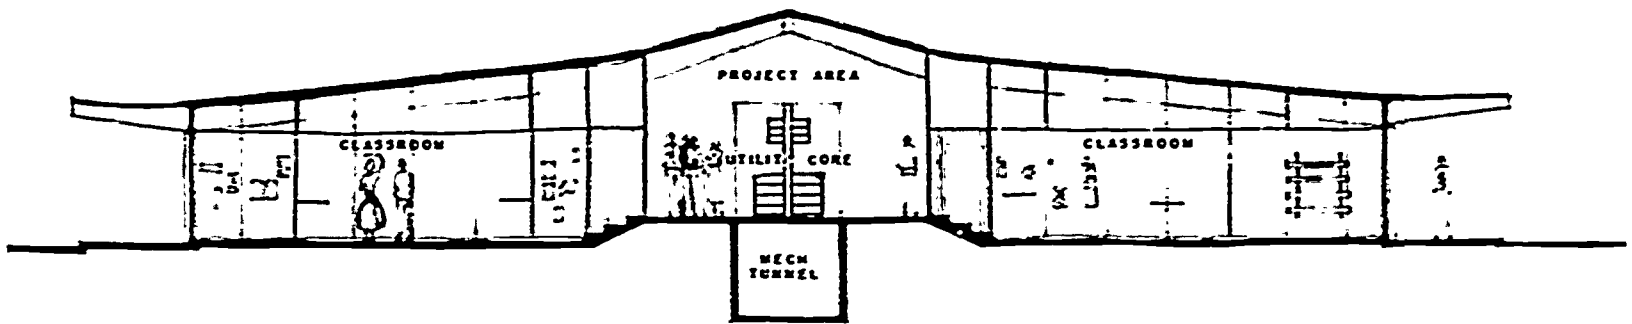 PROJECT AREA
CLASSROOM
UTILITY CORE
CLASSROOM
MECH
TUNNEL